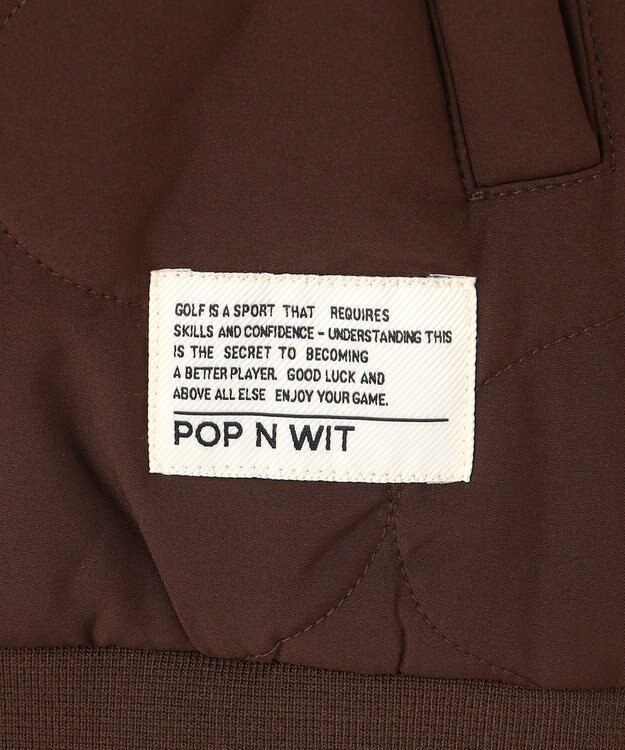 GOLF IS A SPORT THAT REQUIRES
SKILLS AND CONFIDENCE - UNDERSTANDING THIS
IS THE SECRET TO BECOMING
A BETTER PLAYER. GOOD LUCK AND
ABOVE ALL ELSE ENJOY YOUR GAME.
POP N WIT